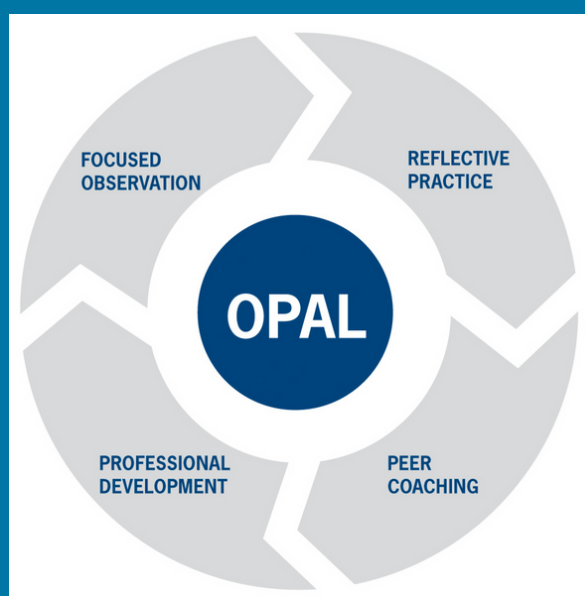 FOCUSED
OBSERVATION
REFLECTIVE
PRACTICE
OPAL
PROFESSIONAL
DEVELOPMENT
PEER
COACHING